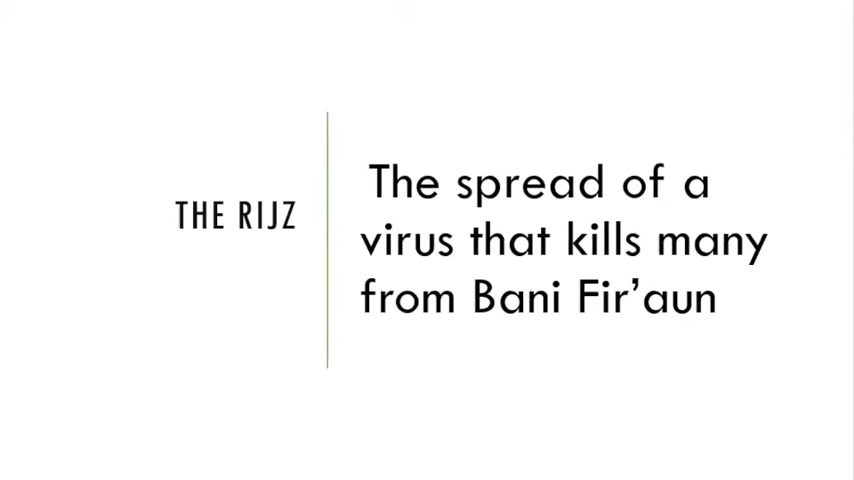 THE RIJZ
The spread of a
virus that kills many
from Bani Fir’aun